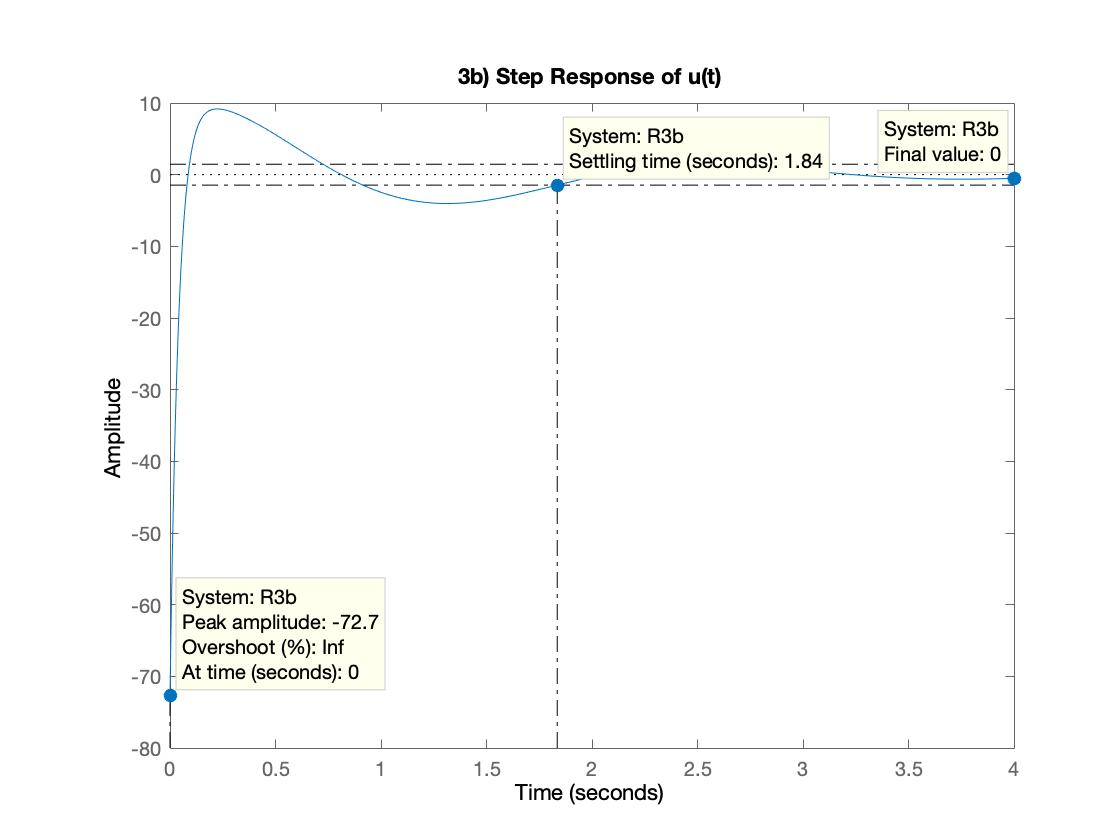 3b) Step Response of u(t)
10
0
-10
-20
-30
-40
-50
-60
-70
-80
Amplitude
System: R3b
Settling time (seconds): 1.84
System: R3b
Final value: 0
System: R3b
Peak amplitude: -72.7
Overshoot (%): Inf
At time (seconds): 0
0 0.5 1 1.5 2 2.5 3 3.5 4
Time (seconds)